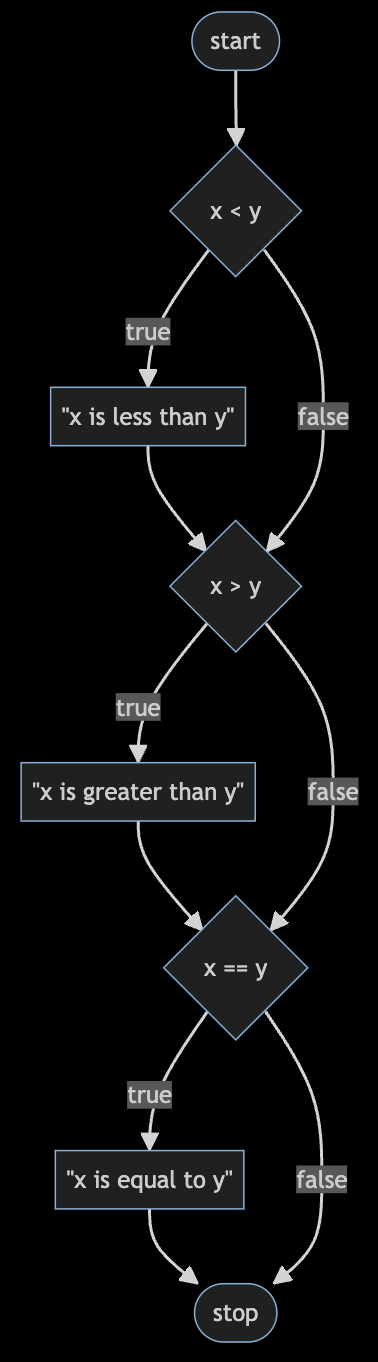 start
x < y
true
"x is less than y"
false
x > y
true
"x is greater than y"
false
x == y
true
"x is equal to y"
false
stop